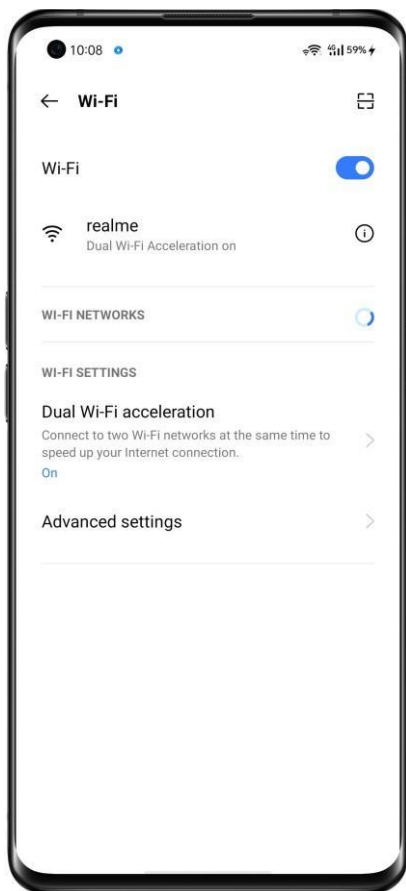 10:08 4G 59%
Wi-Fi
Wi-Fi
realme
Dual Wi-Fi Acceleration on
WI-FI NETWORKS
WI-FI SETTINGS
Dual Wi-Fi acceleration
Connect to two Wi-Fi networks at the same time to
speed up your Internet connection.
On
Advanced settings